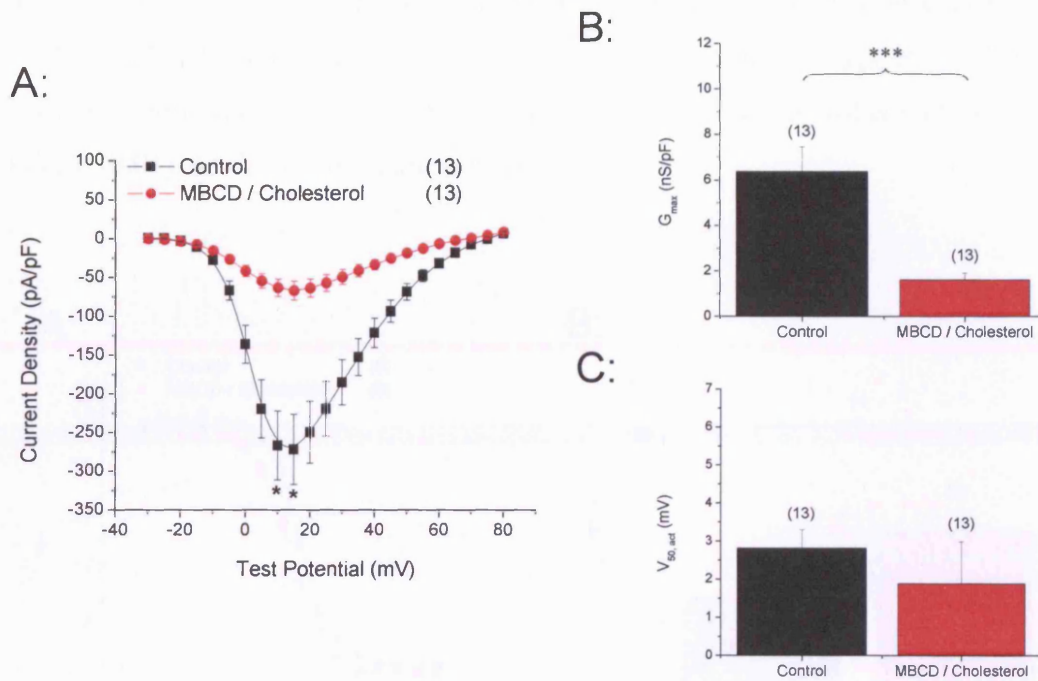 A:
Control (13)
MBCD / Cholesterol (13)
100
50
0
-50
-100
-150
-200
-250
-300
-350
Current Density (pA/pF)
* *
-40 -20 0 20 40 60 80
Test Potential (mV)
B:
12
10
8
6
4
2
0
G_max (nS/pF)
***
(13)
(13)
Control MBCD / Cholesterol
C:
7
6
5
4
3
2
1
0
V_50, act (mV)
(13)
(13)
Control MBCD / Cholesterol